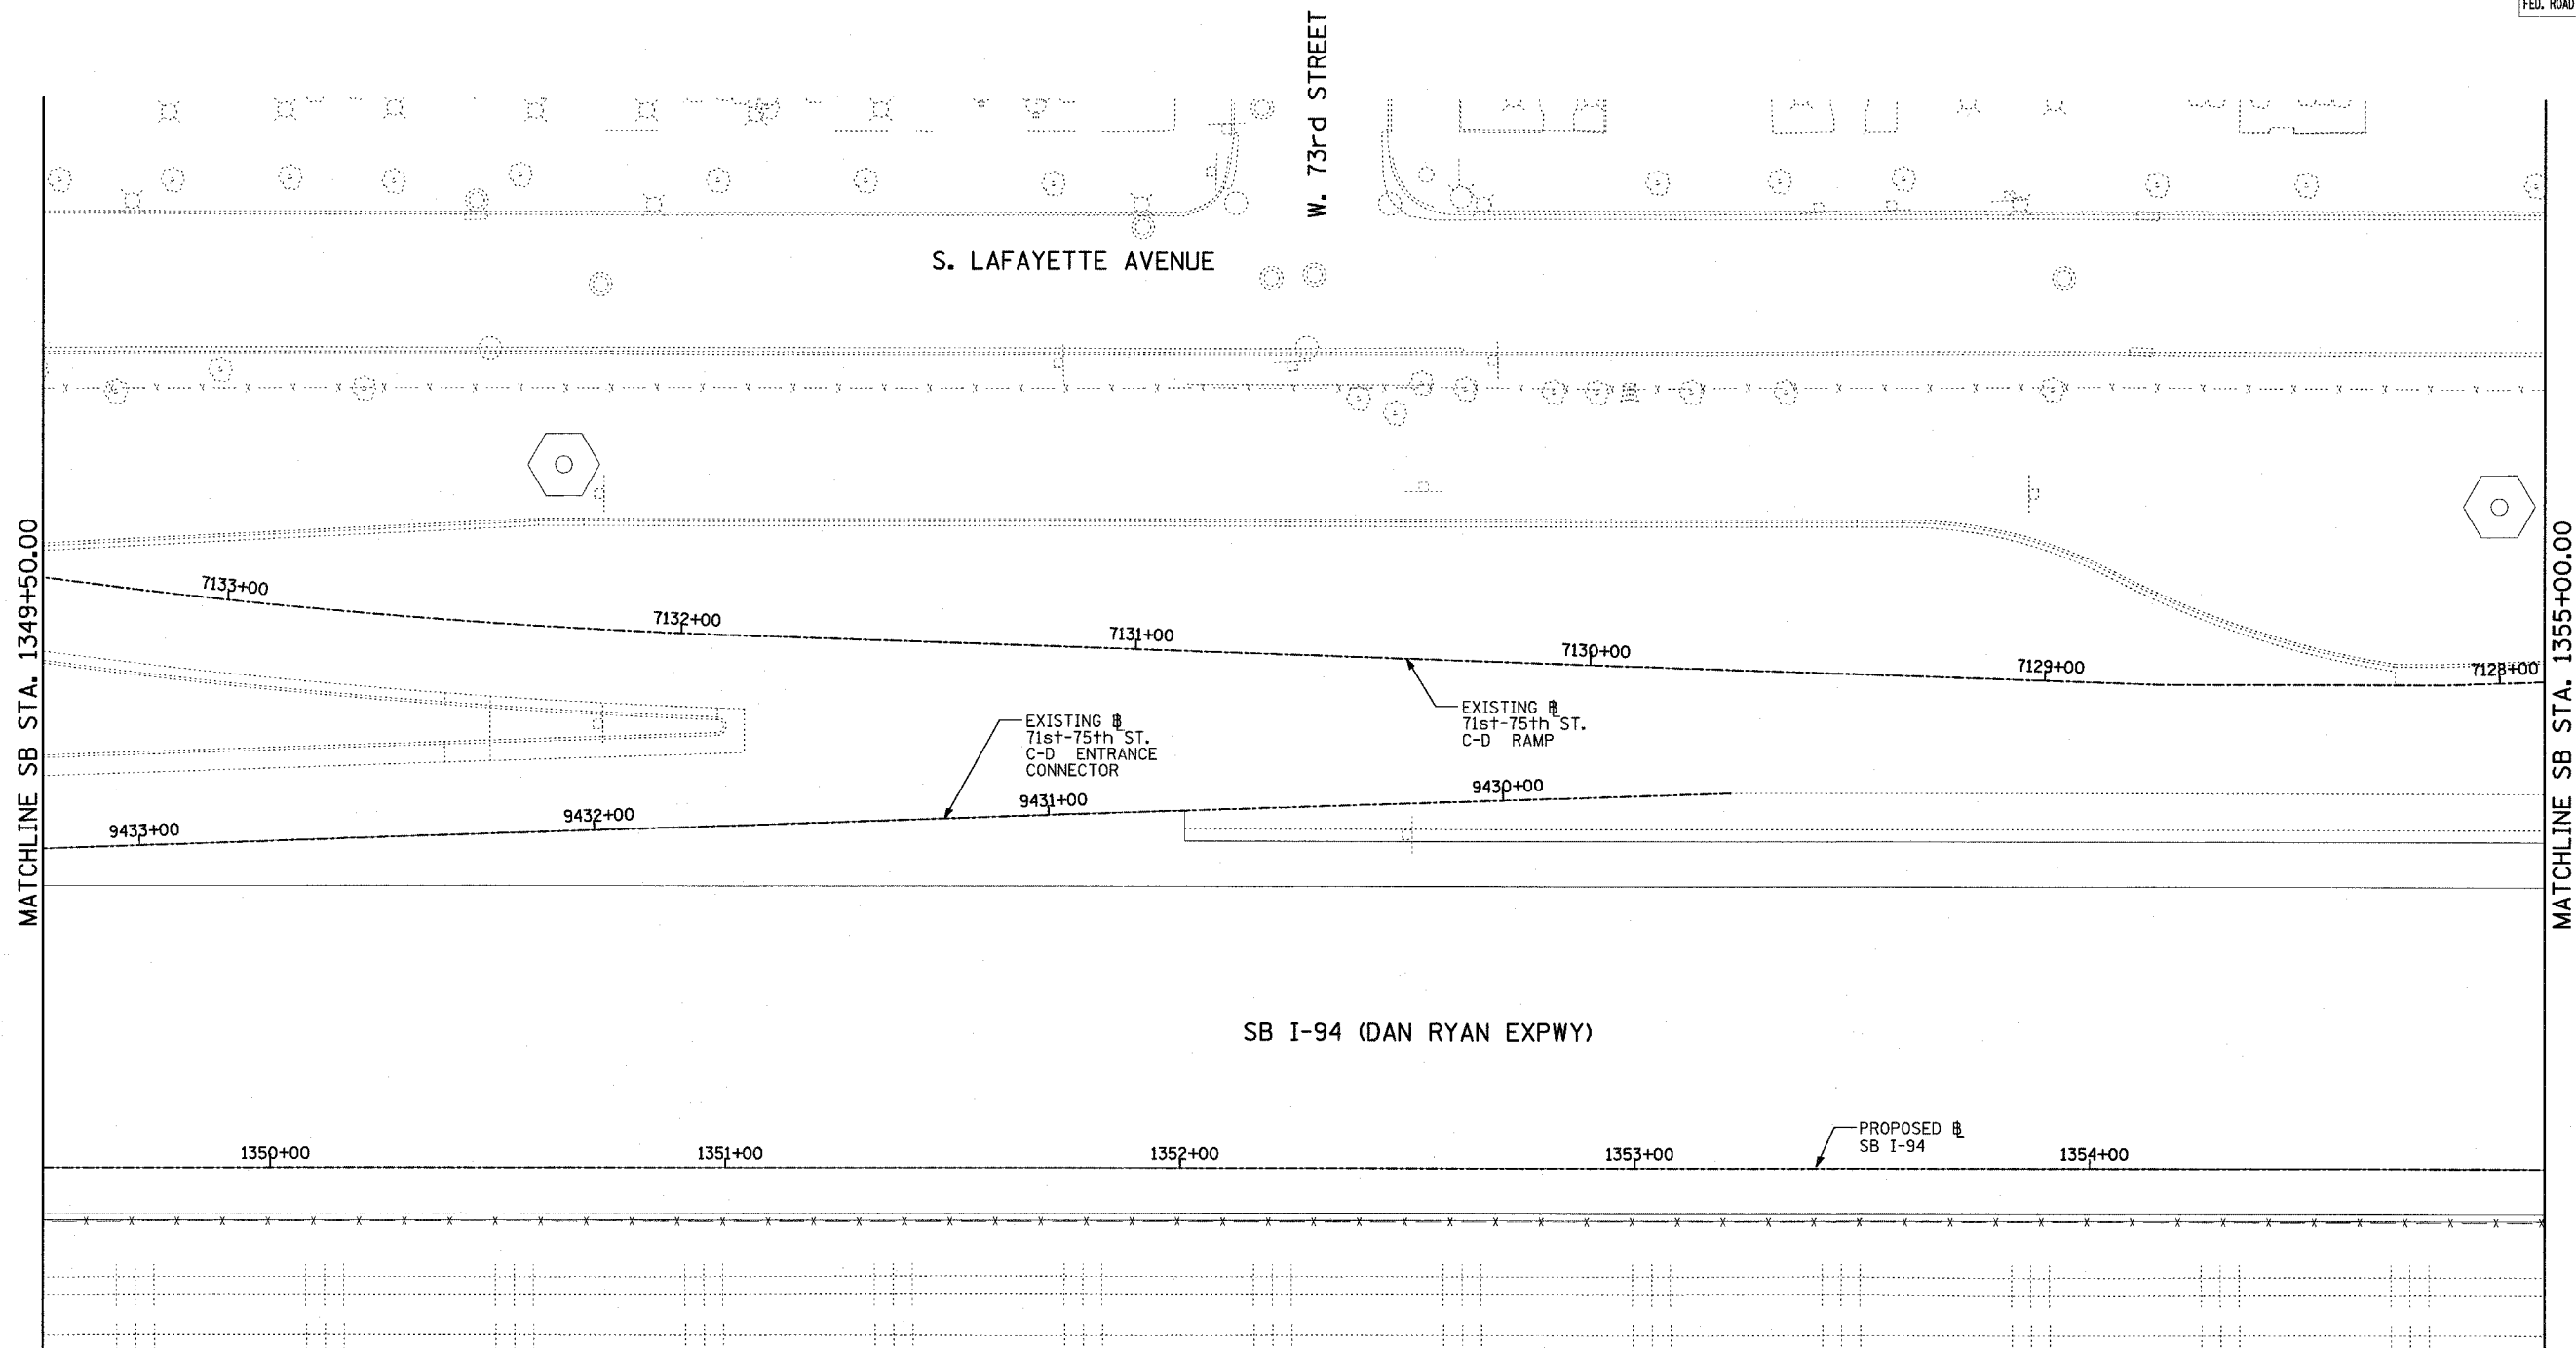 FED. ROAD
W. 73rd STREET
S. LAFAYETTE AVENUE
MATCHLINE SB STA. 1349+50.00
MATCHLINE SB STA. 1355+00.00
7133+00
7132+00
7131+00
7130+00
7129+00
7128+00
EXISTING ℄
71st-75th ST.
C-D ENTRANCE
CONNECTOR
EXISTING ℄
71st-75th ST.
C-D RAMP
9433+00
9432+00
9431+00
9430+00
SB I-94 (DAN RYAN EXPWY)
PROPOSED ℄
SB I-94
1350+00
1351+00
1352+00
1353+00
1354+00